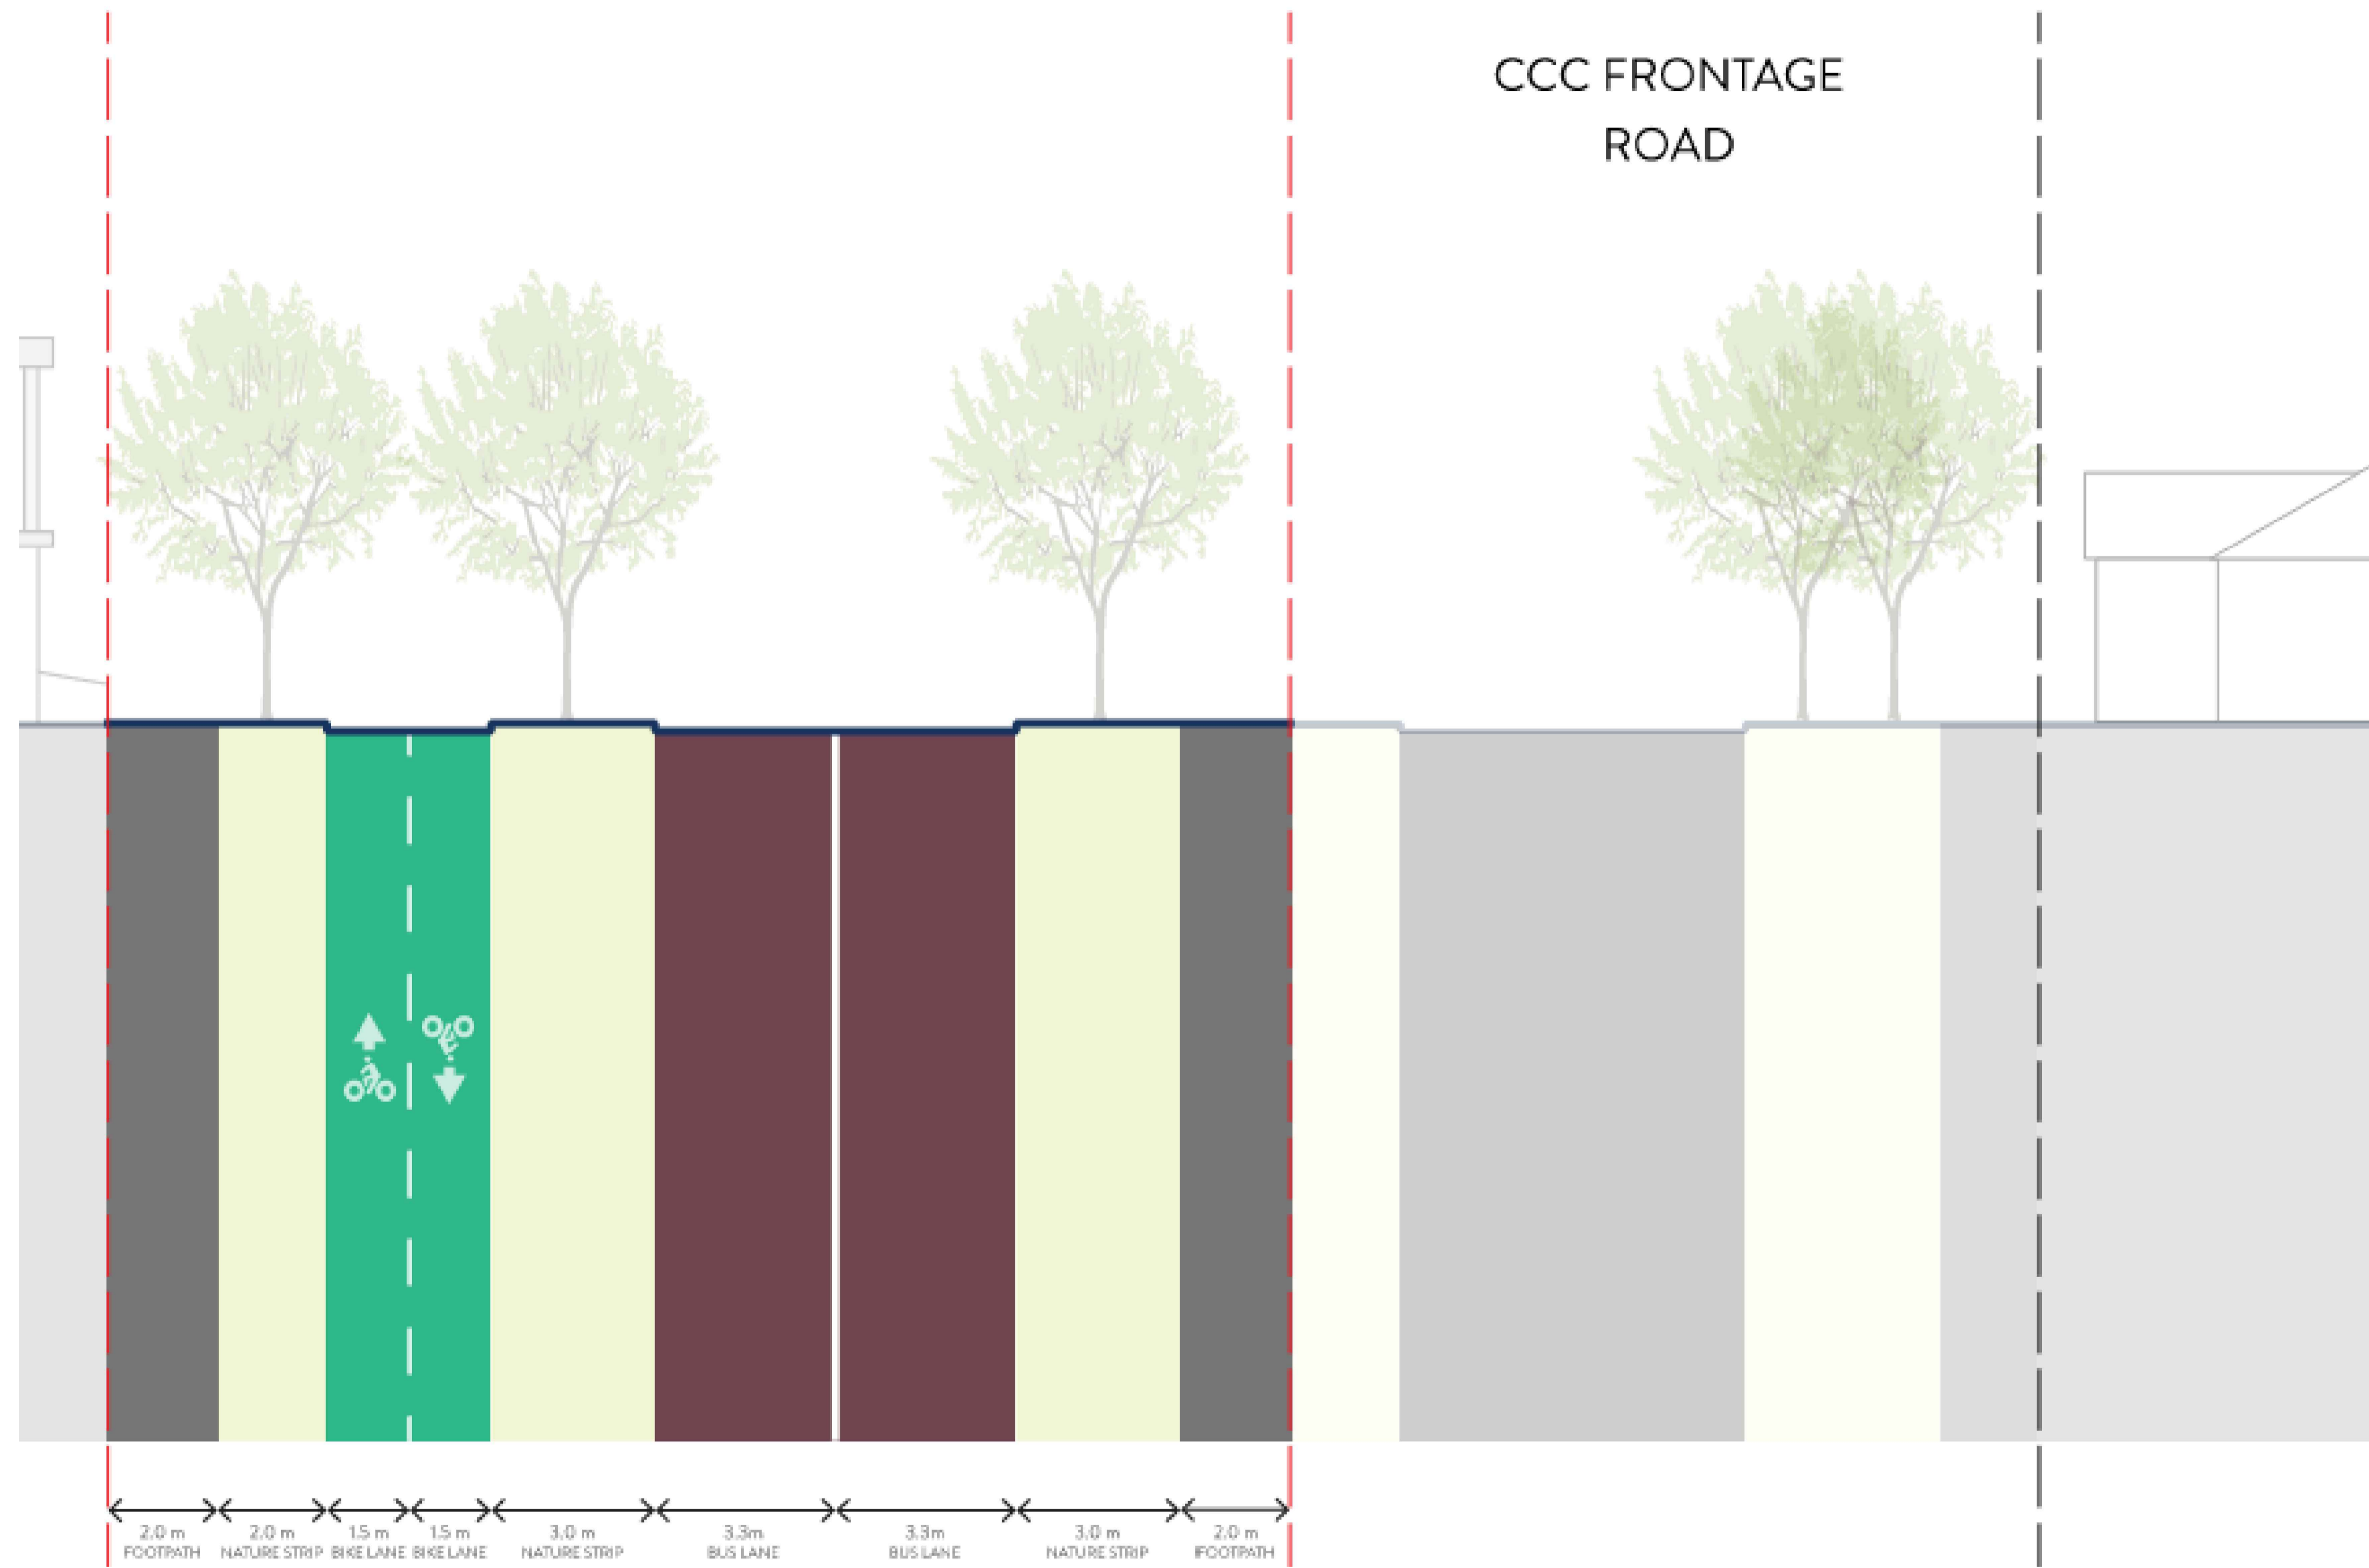 CCC FRONTAGE
ROAD
2.0 m
FOOTPATH
2.0 m
NATURE STRIP
1.5 m
BIKE LANE
1.5 m
BIKE LANE
3.0 m
NATURE STRIP
3.3m
BUS LANE
3.3m
BUS LANE
3.0 m
NATURE STRIP
2.0 m
FOOTPATH